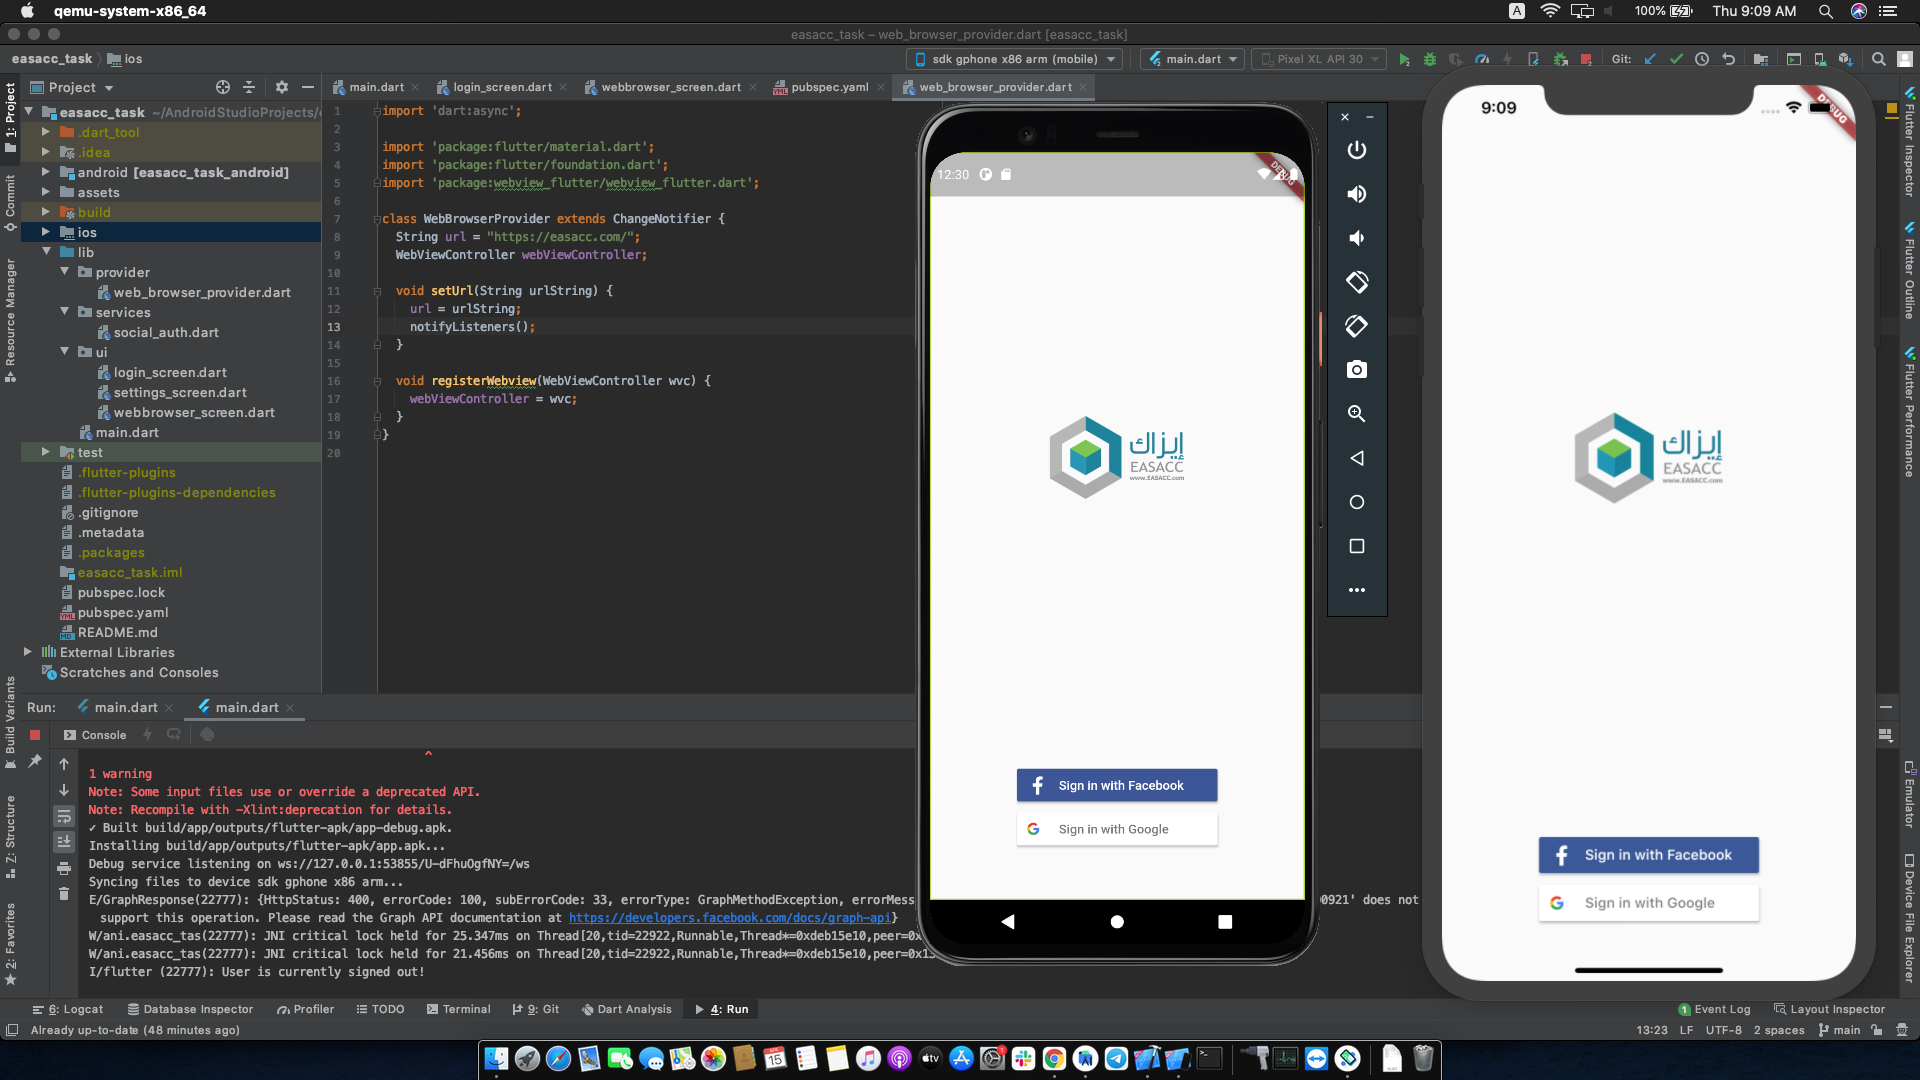 qemu-system-x86_64
A
100%
Thu 9:09 AM
easacc_task – web_browser_provider.dart [easacc_task]
easacc_task
ios
sdk gphone x86 arm (mobile)
main.dart
Pixel XL API 30
Git:
Project
main.dart
login_screen.dart
webbrowser_screen.dart
pubspec.yaml
web_browser_provider.dart
easacc_task ~/AndroidStudioProjects/
.dart_tool
.idea
android [easacc_task_android]
assets
build
ios
lib
provider
web_browser_provider.dart
services
social_auth.dart
ui
login_screen.dart
settings_screen.dart
webbrowser_screen.dart
main.dart
test
.flutter-plugins
.flutter-plugins-dependencies
.gitignore
.metadata
.packages
easacc_task.iml
pubspec.lock
pubspec.yaml
README.md
External Libraries
Scratches and Consoles
1: Project
Commit
Resource Manager
Build Variants
Z: Structure
2: Favorites
1 import 'dart:async';
2
3 import 'package:flutter/material.dart';
4 import 'package:flutter/foundation.dart';
5 import 'package:webview_flutter/webview_flutter.dart';
6
7 class WebBrowserProvider extends ChangeNotifier {
8 String url = "https://easacc.com/";
9 WebViewController webViewController;
10
11 void setUrl(String urlString) {
12 url = urlString;
13 notifyListeners();
14 }
15
16 void registerWebview(WebViewController wvc) {
17 webViewController = wvc;
18 }
19 }
20
12:30
DEBUG
إيزاك
EASACC
www.EASACC.com
Sign in with Facebook
Sign in with Google
9:09
DEBUG
إيزاك
EASACC
www.EASACC.com
Sign in with Facebook
Sign in with Google
Flutter Inspector
Flutter Outline
Flutter Performance
Emulator
Device File Explorer
Run:
main.dart
main.dart
Console
^
1 warning
Note: Some input files use or override a deprecated API.
Note: Recompile with -Xlint:deprecation for details.
✓ Built build/app/outputs/flutter-apk/app-debug.apk.
Installing build/app/outputs/flutter-apk/app.apk...
Debug service listening on ws://127.0.0.1:53855/U-dFhuOgfNY=/ws
Syncing files to device sdk gphone x86 arm...
E/GraphResponse(22777): {HttpStatus: 400, errorCode: 100, subErrorCode: 33, errorType: GraphMethodException, errorMess
00921' does not
support this operation. Please read the Graph API documentation at https://developers.facebook.com/docs/graph-api}
W/ani.easacc_tas(22777): JNI critical lock held for 25.347ms on Thread[20,tid=22922,Runnable,Thread*=0xdeb15e10,peer=0x
W/ani.easacc_tas(22777): JNI critical lock held for 21.456ms on Thread[20,tid=22922,Runnable,Thread*=0xdeb15e10,peer=0x15
I/flutter (22777): User is currently signed out!
6: Logcat
Database Inspector
Profiler
TODO
Terminal
9: Git
Dart Analysis
4: Run
1 Event Log
Layout Inspector
Already up-to-date (48 minutes ago)
13:23
LF
UTF-8
2 spaces
main
15
tv